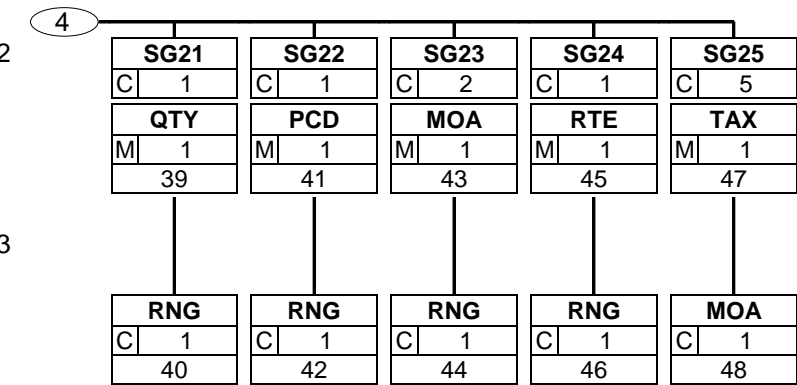 4
2
SG21 SG22 SG23 SG24 SG25
C 1 C 1 C 2 C 1 C 5
QTY PCD MOA RTE TAX
M 1 M 1 M 1 M 1 M 1
39 41 43 45 47
3
RNG RNG RNG RNG MOA
C 1 C 1 C 1 C 1 C 1
40 42 44 46 48